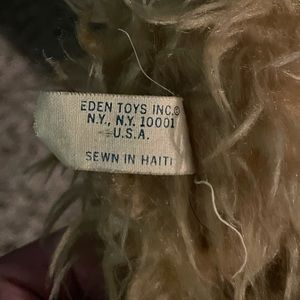 EDEN TOYS INC.©
N.Y., N.Y. 10001
U.S.A.
SEWN IN HAITI